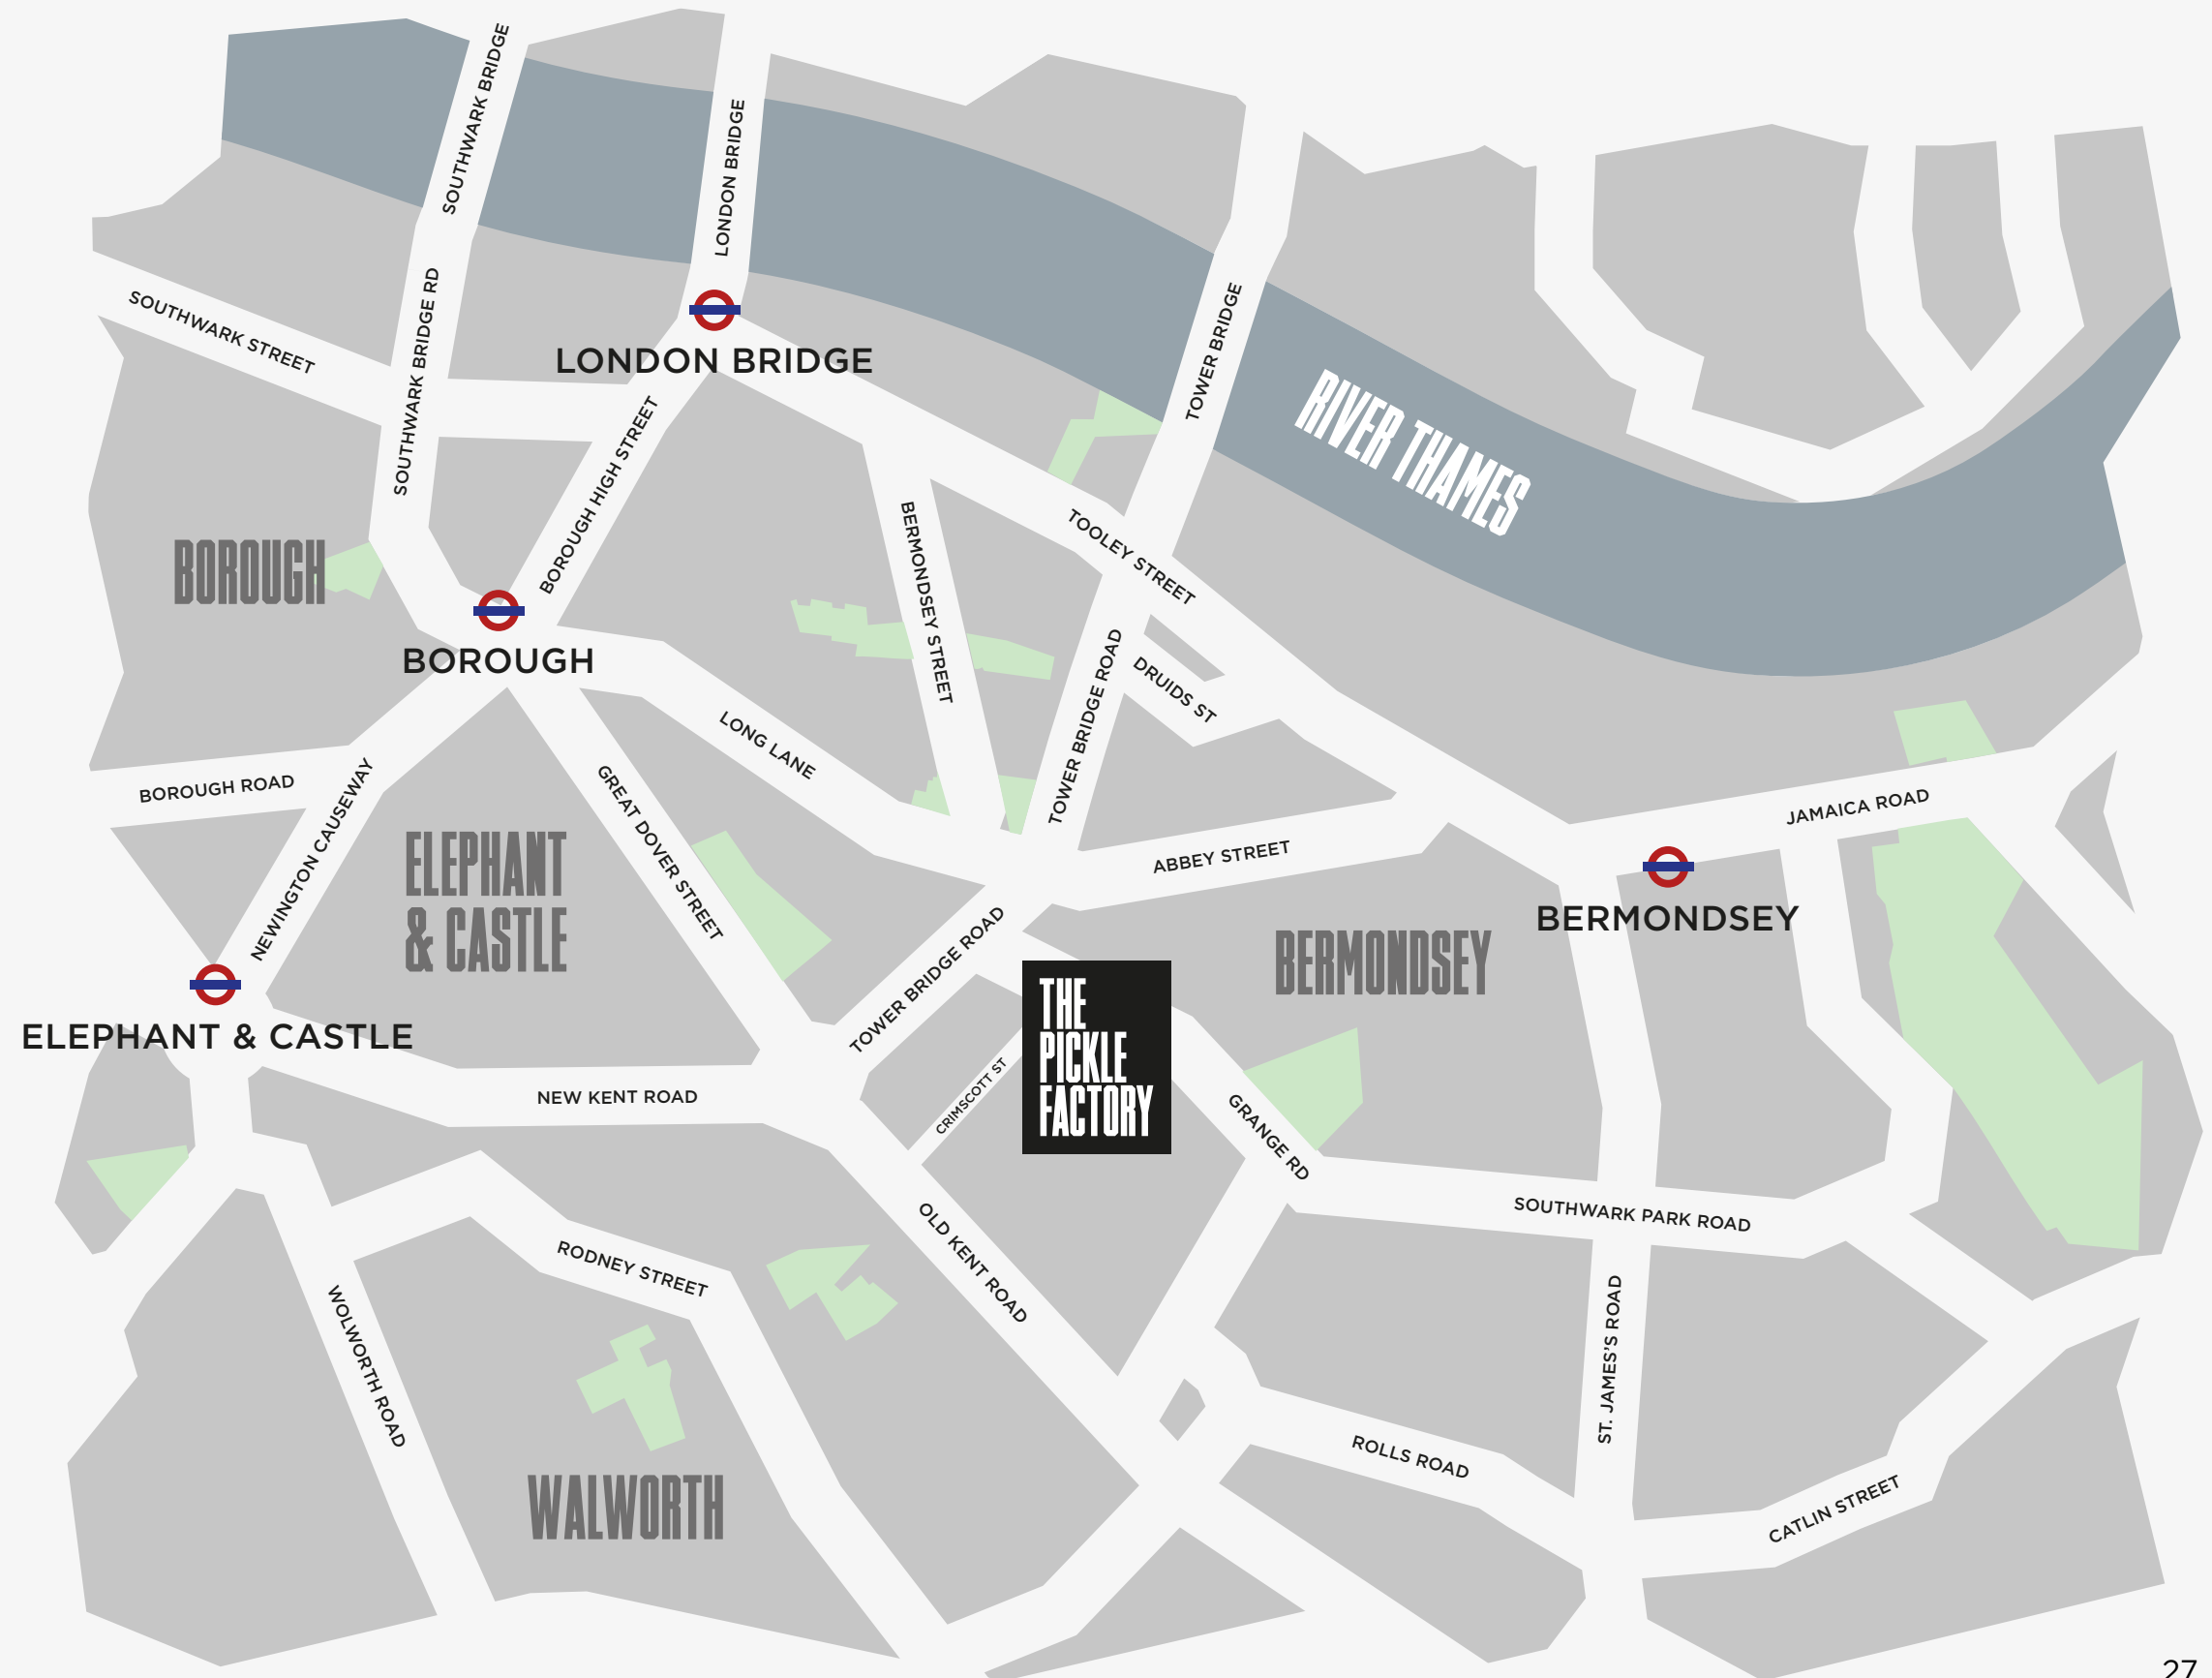 SOUTHWARK BRIDGE
LONDON BRIDGE
SOUTHWARK STREET
SOUTHWARK BRIDGE RD
LONDON BRIDGE
TOWER BRIDGE
RIVER THAMES
BOROUGH HIGH STREET
BOROUGH
BERMONDSEY STREET
TOOLEY STREET
BOROUGH
DRUIDS ST
TOWER BRIDGE ROAD
LONG LANE
BOROUGH ROAD
NEWINGTON CAUSEWAY
GREAT DOVER STREET
JAMAICA ROAD
ABBEY STREET
ELEPHANT
& CASTLE
BERMONDSEY
BERMONDSEY
TOWER BRIDGE ROAD
THE
PICKLE
FACTORY
ELEPHANT & CASTLE
CRIMSCOTT ST
NEW KENT ROAD
GRANGE RD
SOUTHWARK PARK ROAD
OLD KENT ROAD
RODNEY STREET
WOLWORTH ROAD
ST. JAMES'S ROAD
ROLLS ROAD
WALWORTH
CATLIN STREET
27